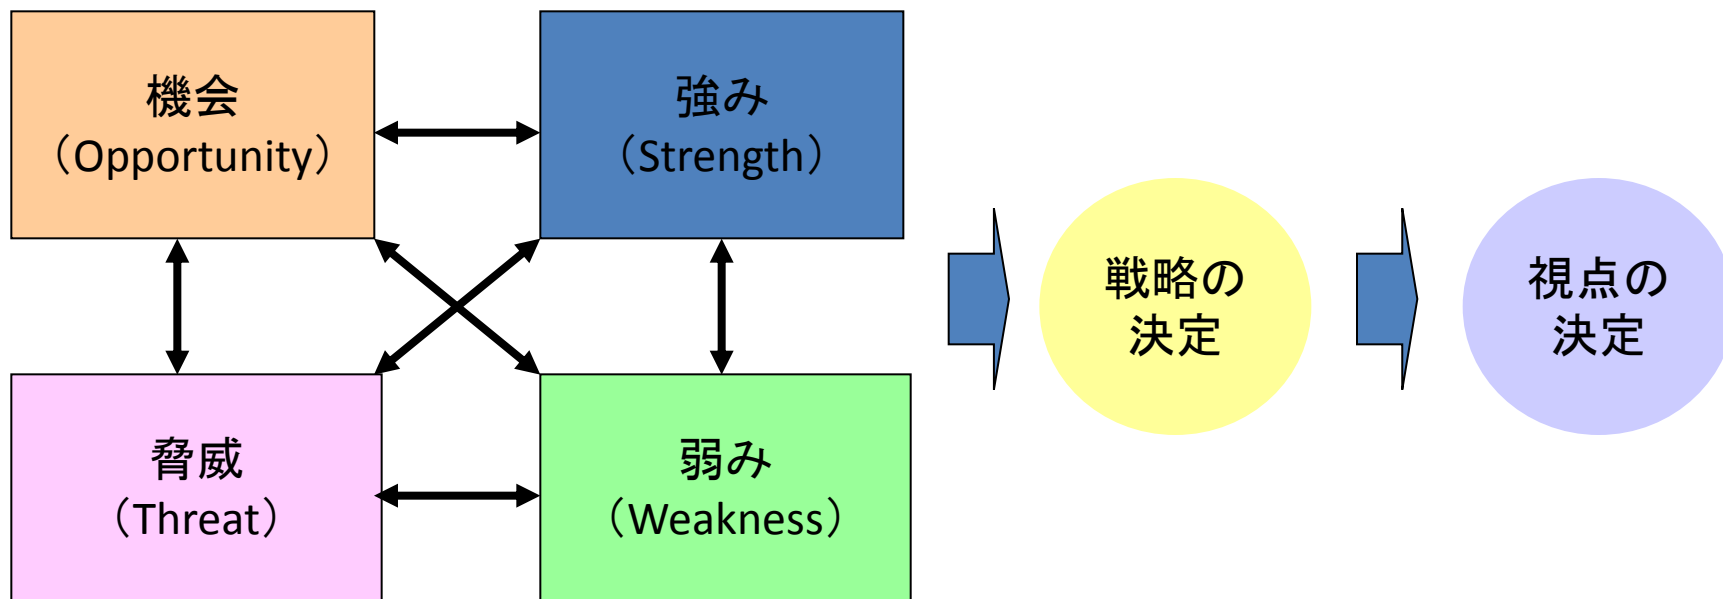 機会
（Opportunity）
強み
（Strength）
脅威
（Threat）
弱み
（Weakness）
戦略の
決定
視点の
決定